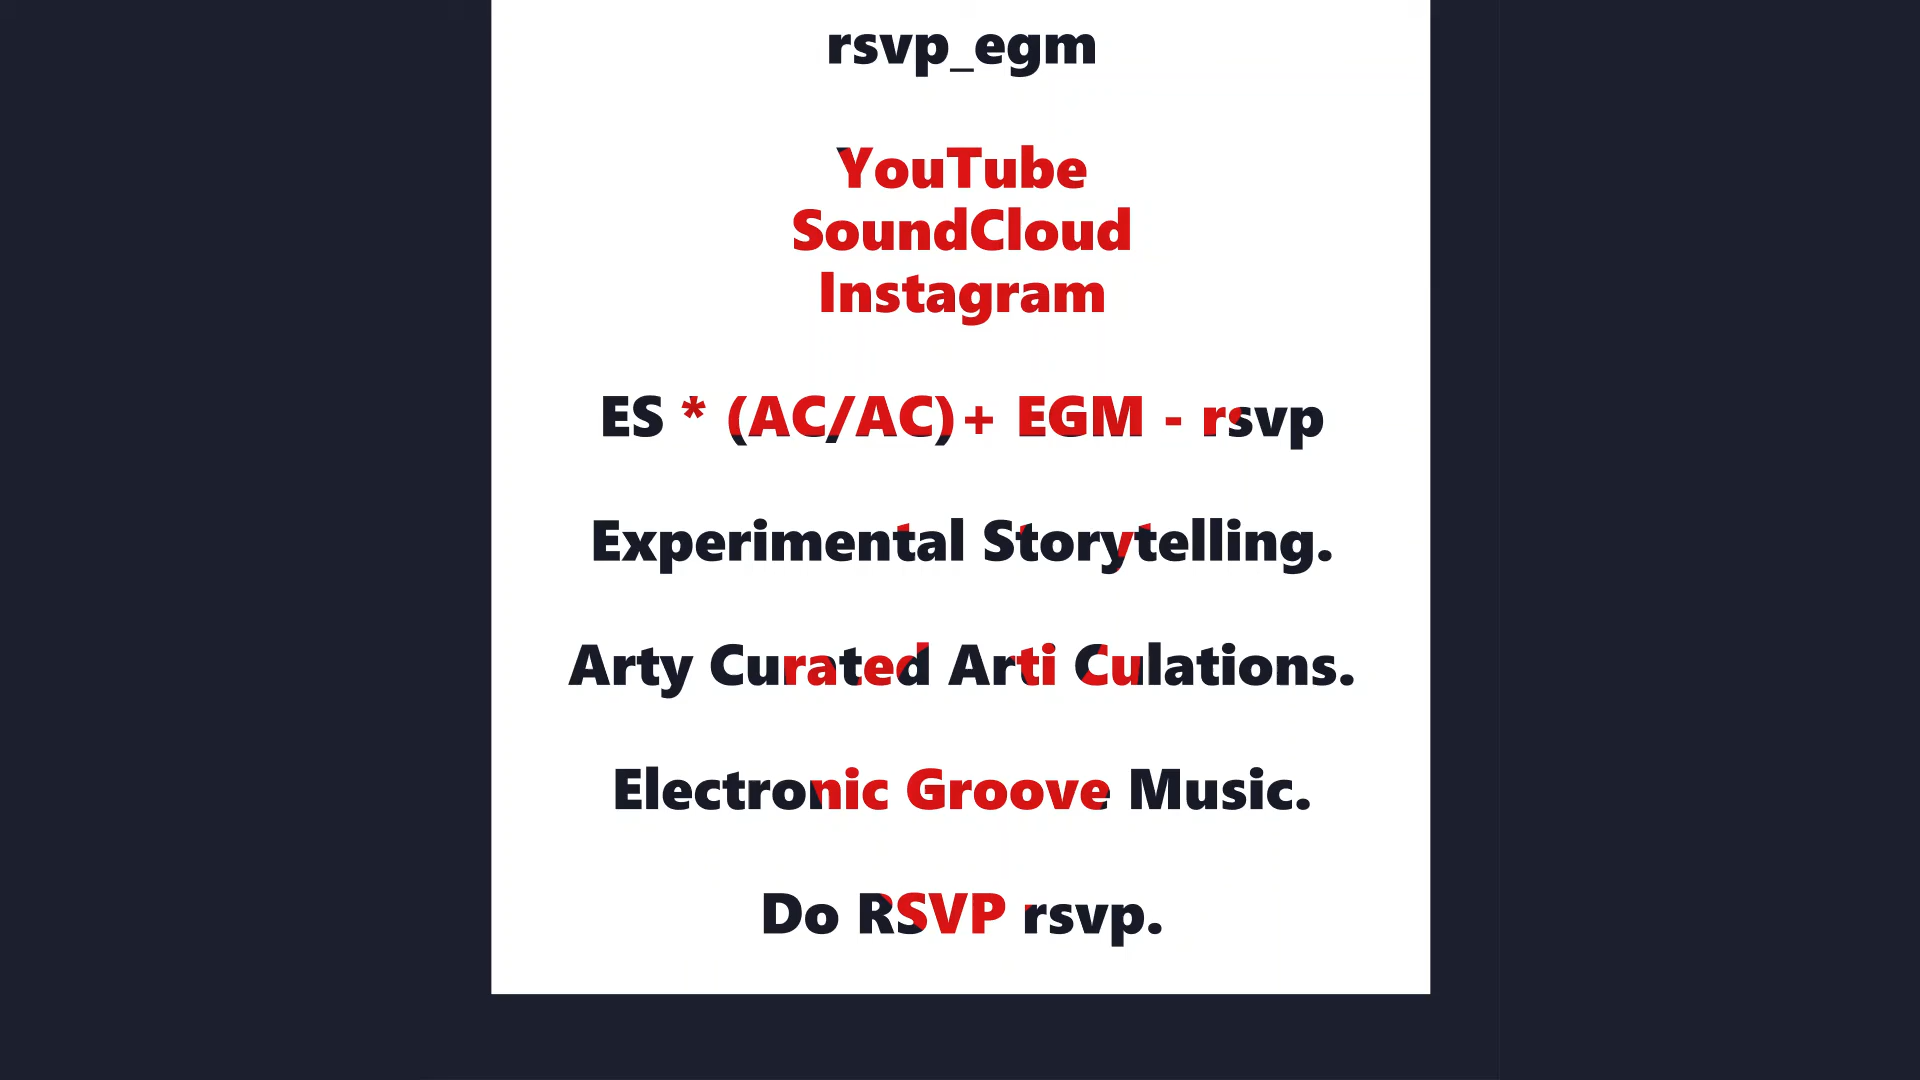 rsvp_egm
YouTube
SoundCloud
Instagram
ES * (AC/AC)+ EGM - rsvp
Experimental Storytelling.
Arty Curated Arti Culations.
Electronic Groove Music.
Do RSVP rsvp.